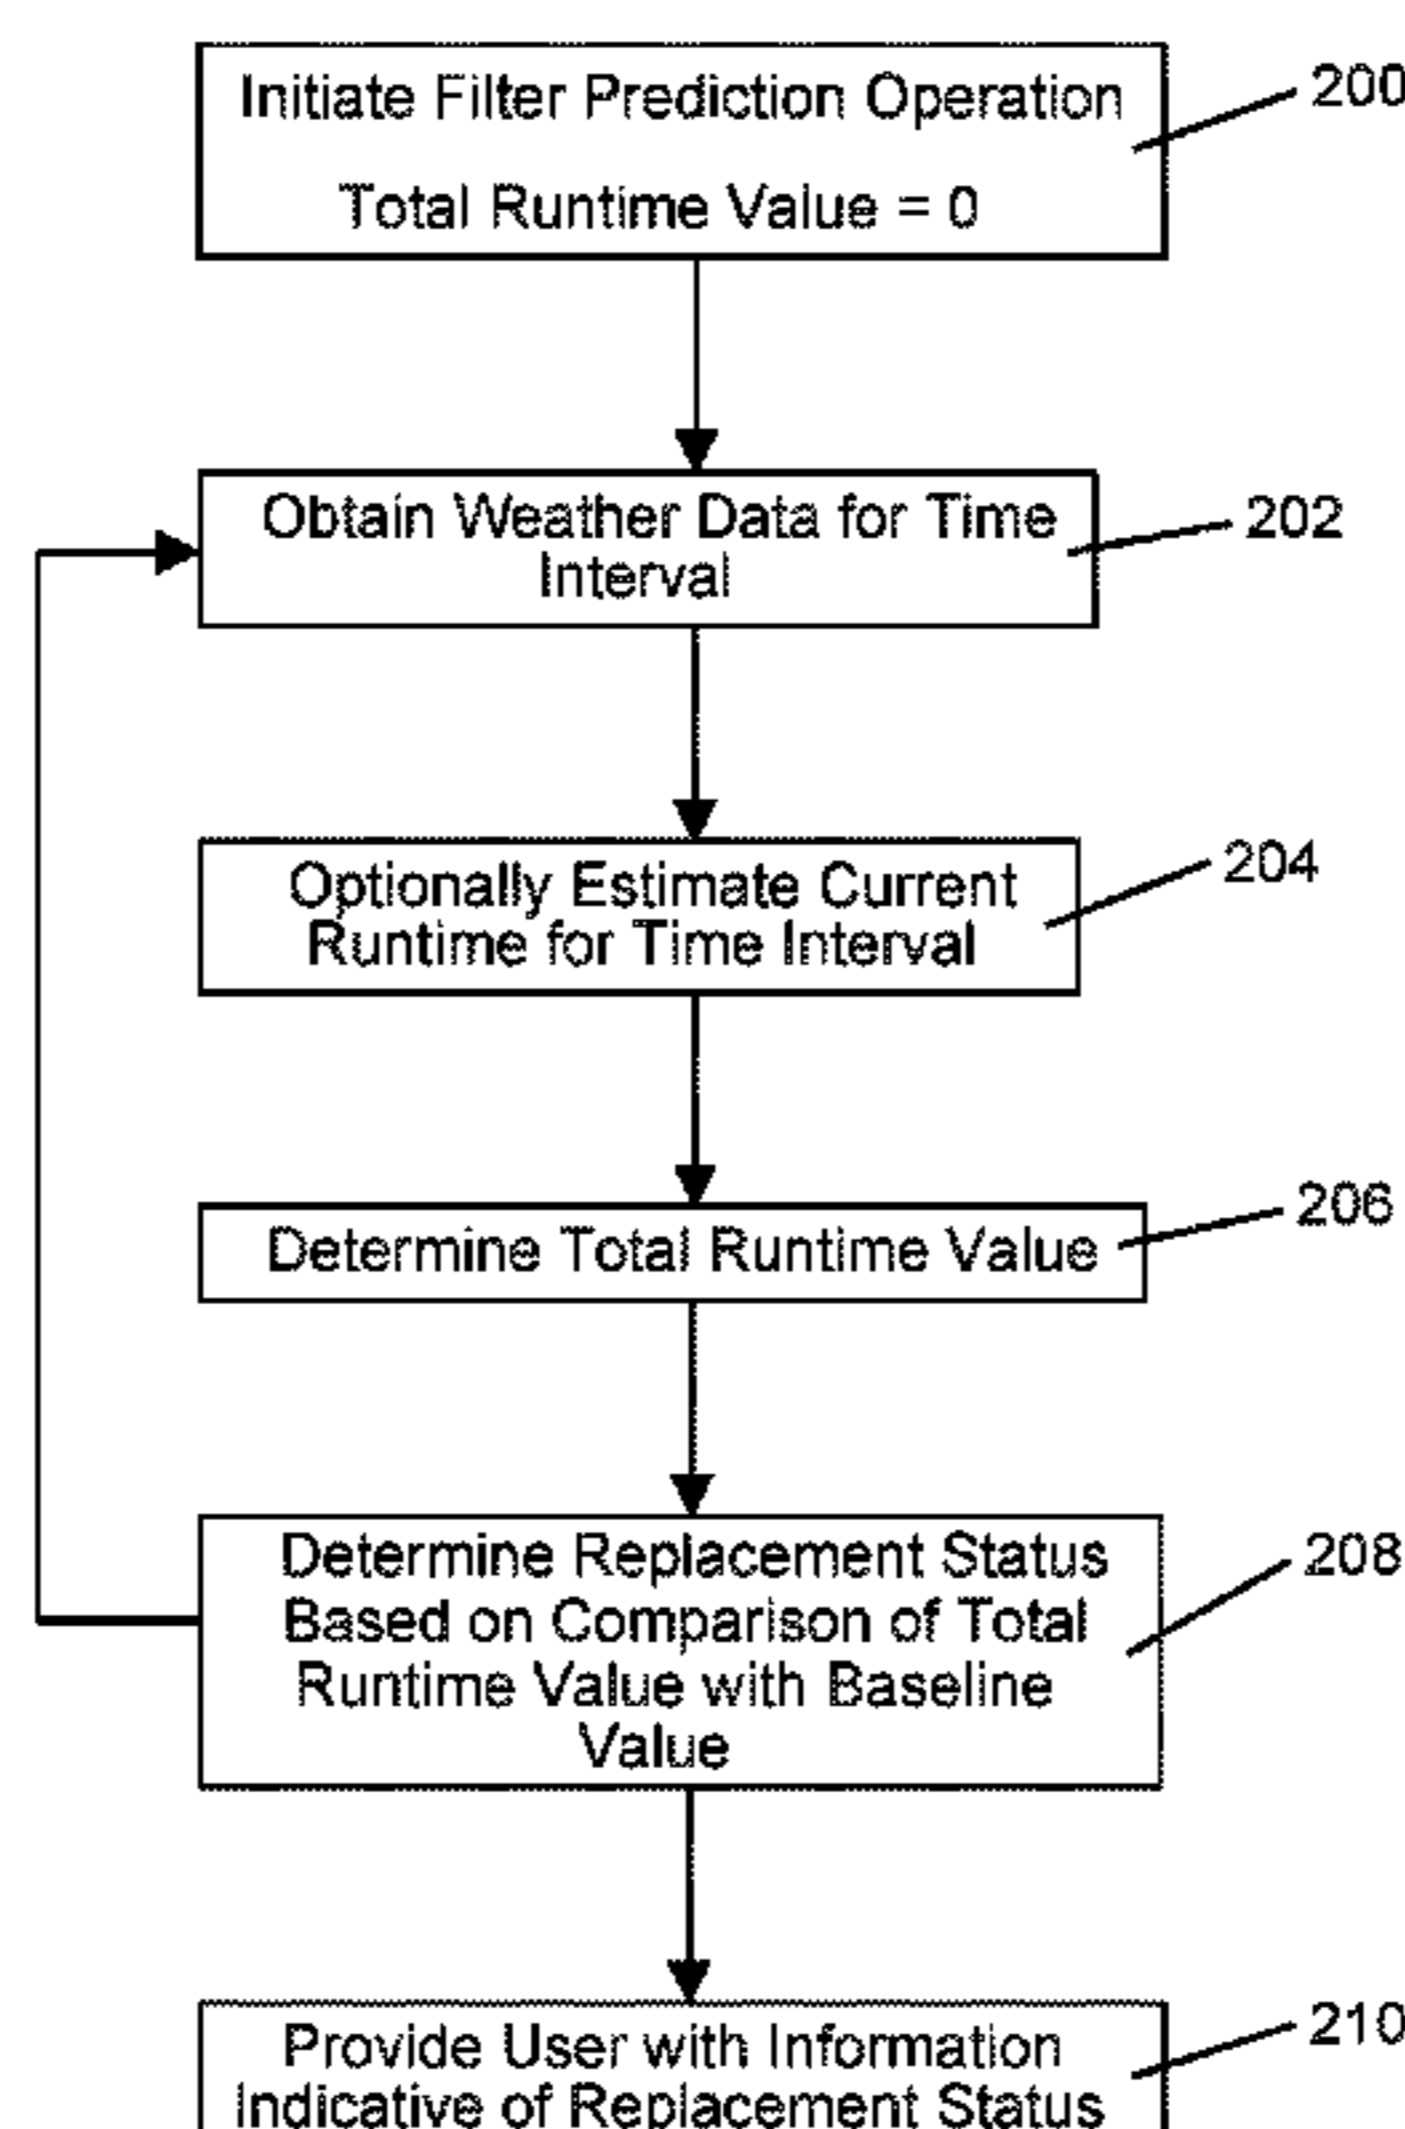 Initiate Filter Prediction Operation
200
Total Runtime Value = 0
Obtain Weather Data for Time
202
Interval
Optionally Estimate Current
204
Runtime for Time Interval
Determine Total Runtime Value
206
Determine Replacement Status
208
Based on Comparison of Total
Runtime Value with Baseline
Value
Provide User with Information
210
Indicative of Replacement Status